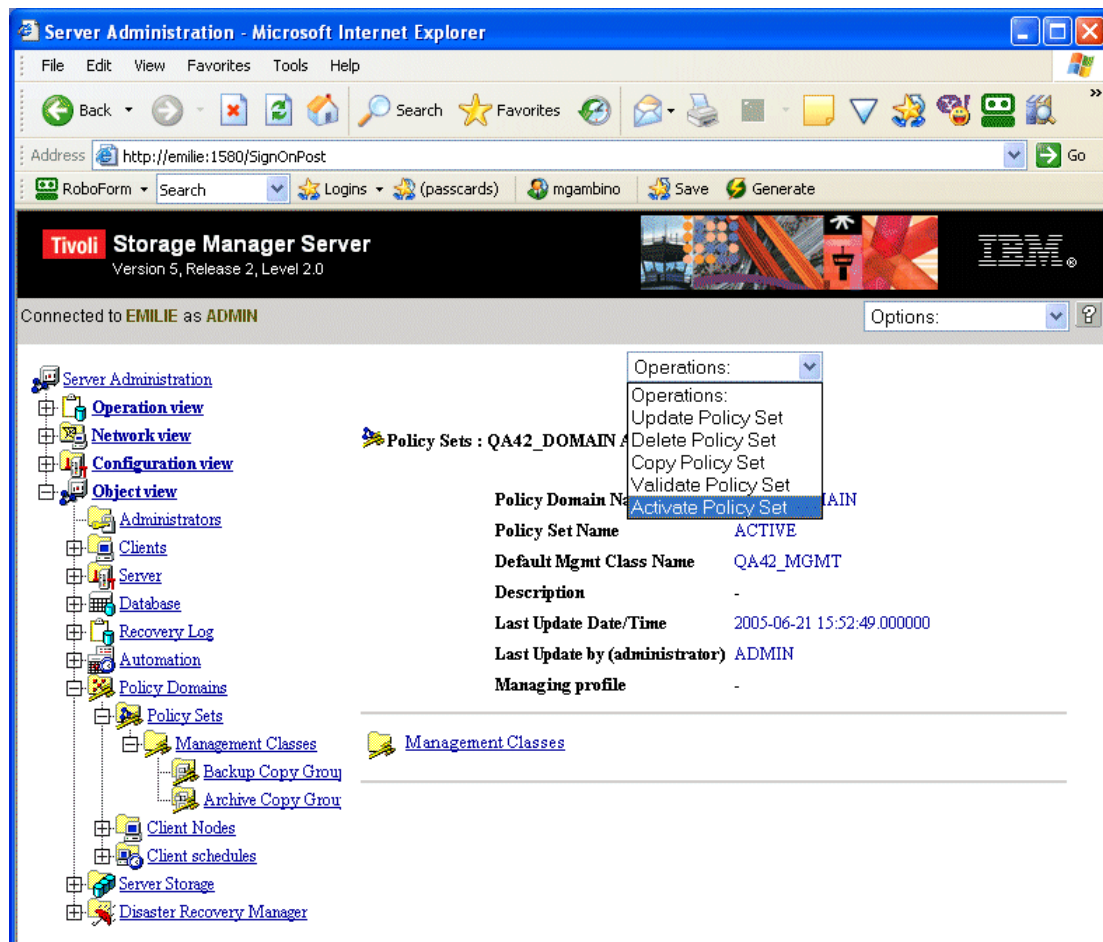 Server Administration - Microsoft Internet Explorer
File Edit View Favorites Tools Help
Back Search Favorites
Address http://emilie:1580/SignOnPost Go
RoboForm Search Logins (passcards) mgambino Save Generate
Tivoli Storage Manager Server
Version 5, Release 2, Level 2.0
IBM®
Connected to EMILIE as ADMIN
Options:
Server Administration
Operation view
Network view
Configuration view
Object view
Administrators
Clients
Server
Database
Recovery Log
Automation
Policy Domains
Policy Sets
Management Classes
Backup Copy Group
Archive Copy Grou
Client Nodes
Client schedules
Server Storage
Disaster Recovery Manager
Operations:
Operations:
Update Policy Set
Delete Policy Set
Copy Policy Set
Validate Policy Set
Activate Policy Set
Policy Sets : QA42_DOMAIN A
Policy Domain Na MAIN
Policy Set Name ACTIVE
Default Mgmt Class Name QA42_MGMT
Description -
Last Update Date/Time 2005-06-21 15:52:49.000000
Last Update by (administrator) ADMIN
Managing profile -
Management Classes